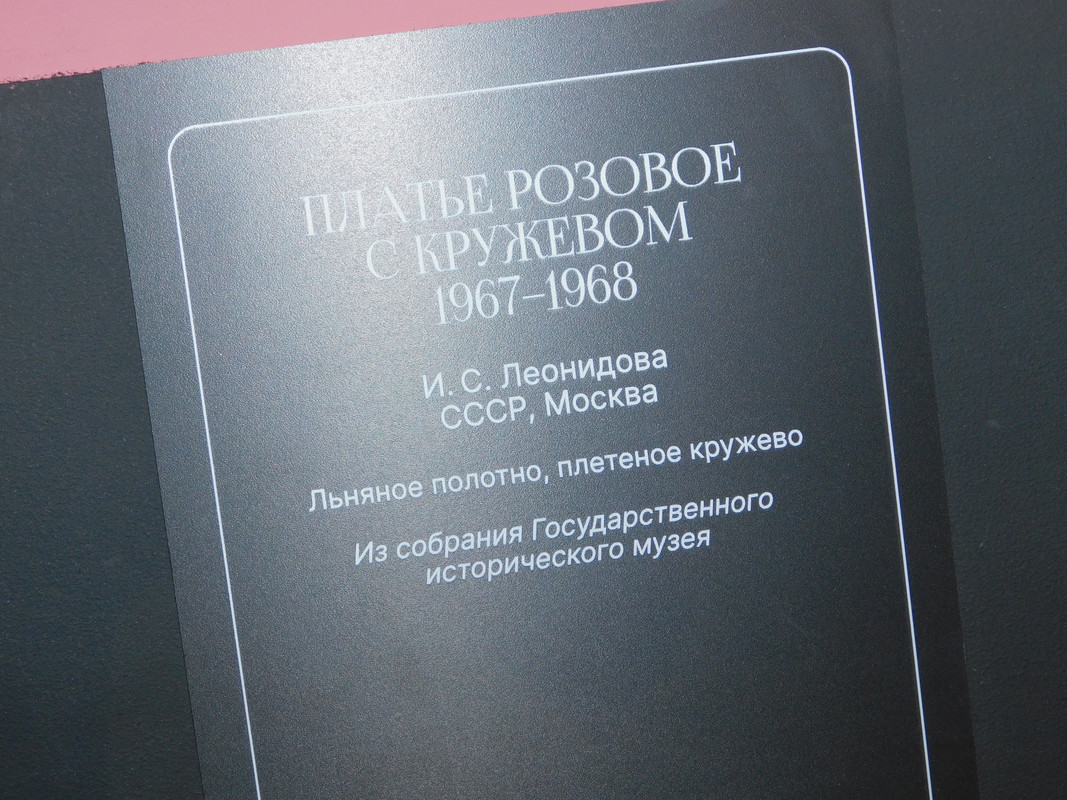 ПЛАТЬЕ РОЗОВОЕ
С КРУЖЕВОМ
1967–1968
И. С. Леонидова
СССР, Москва
Льняное полотно, плетеное кружево
Из собрания Государственного
исторического музея